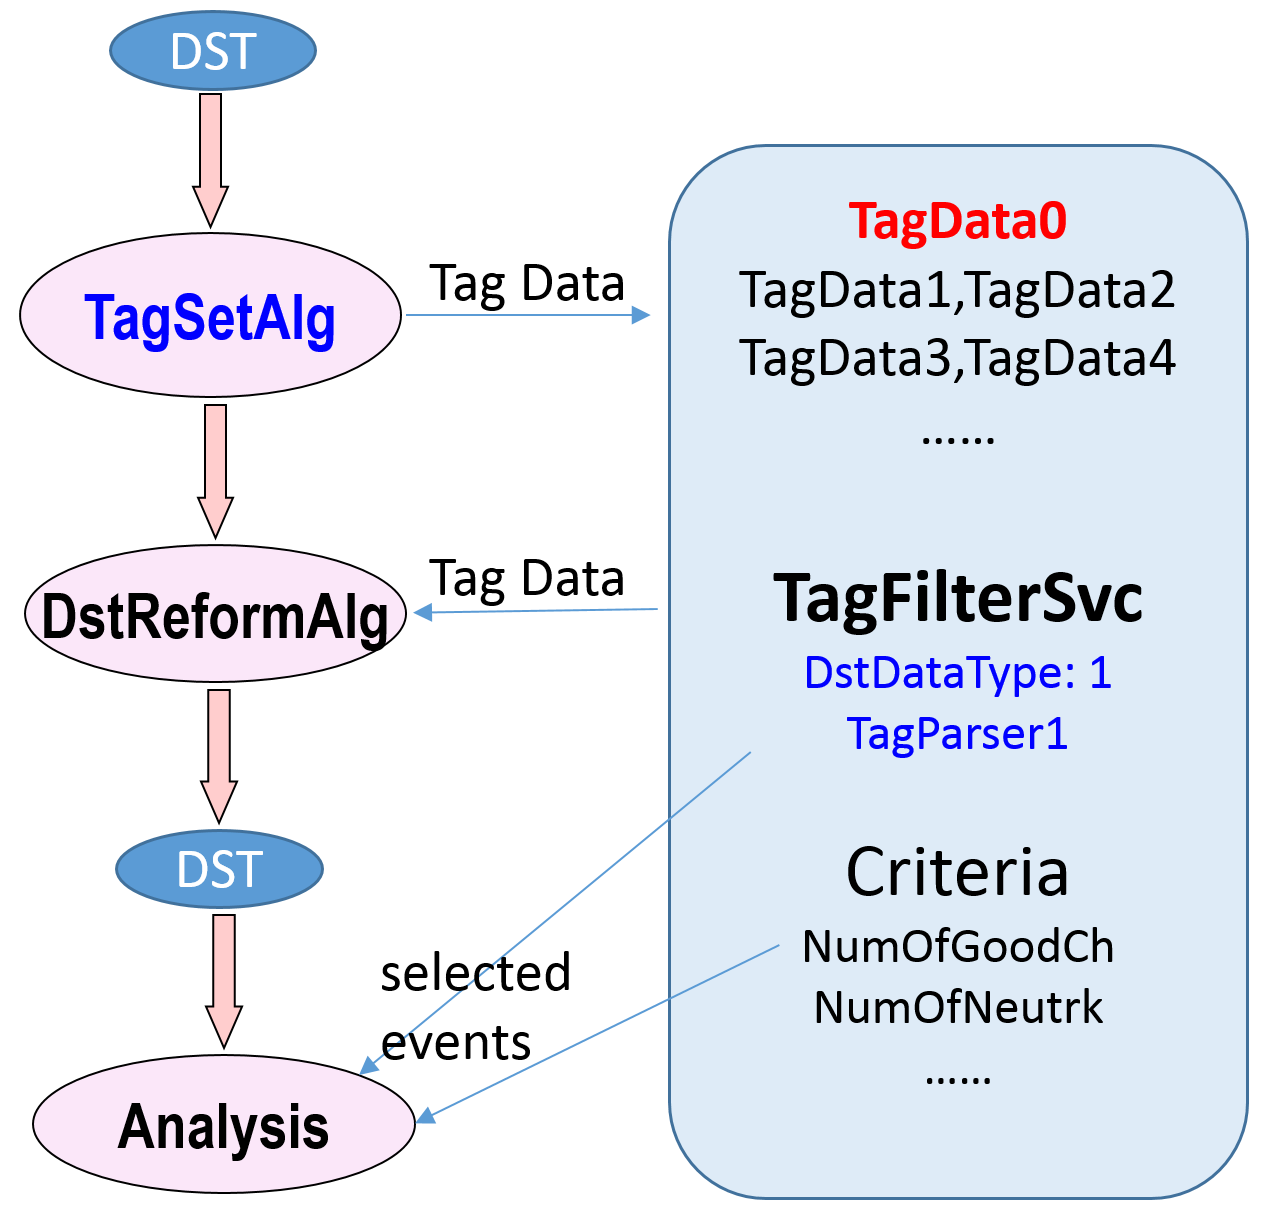 DST
TagSetAlg
Tag Data
DstReformAlg
Tag Data
DST
selected
events
Analysis
TagData0
TagData1,TagData2
TagData3,TagData4
......
TagFilterSvc
DstDataType: 1
TagParser1
Criteria
NumOfGoodCh
NumOfNeutrk
......